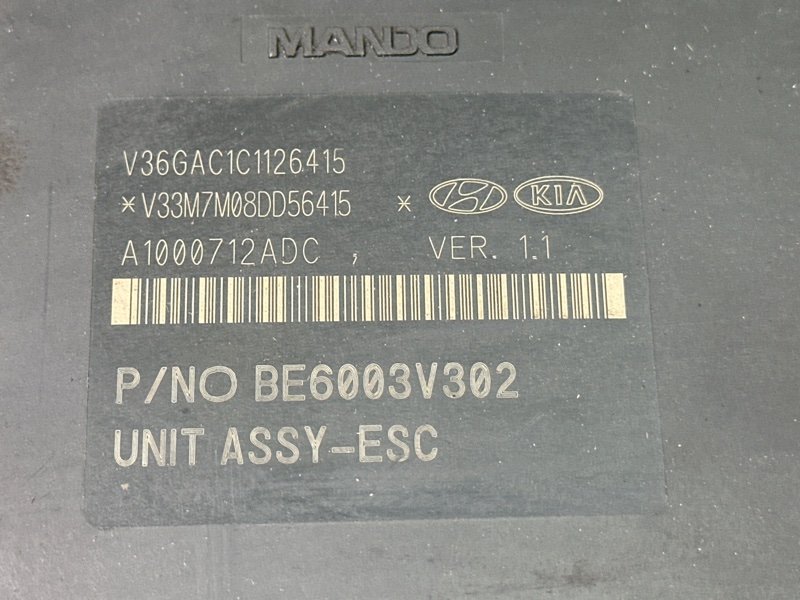 MANDO
V36GAC1C1126415
*V33M7M08DD56415 * KIA
A1000712ADC , VER. 1.1
P/NO BE6003V302
UNIT ASSY-ESC